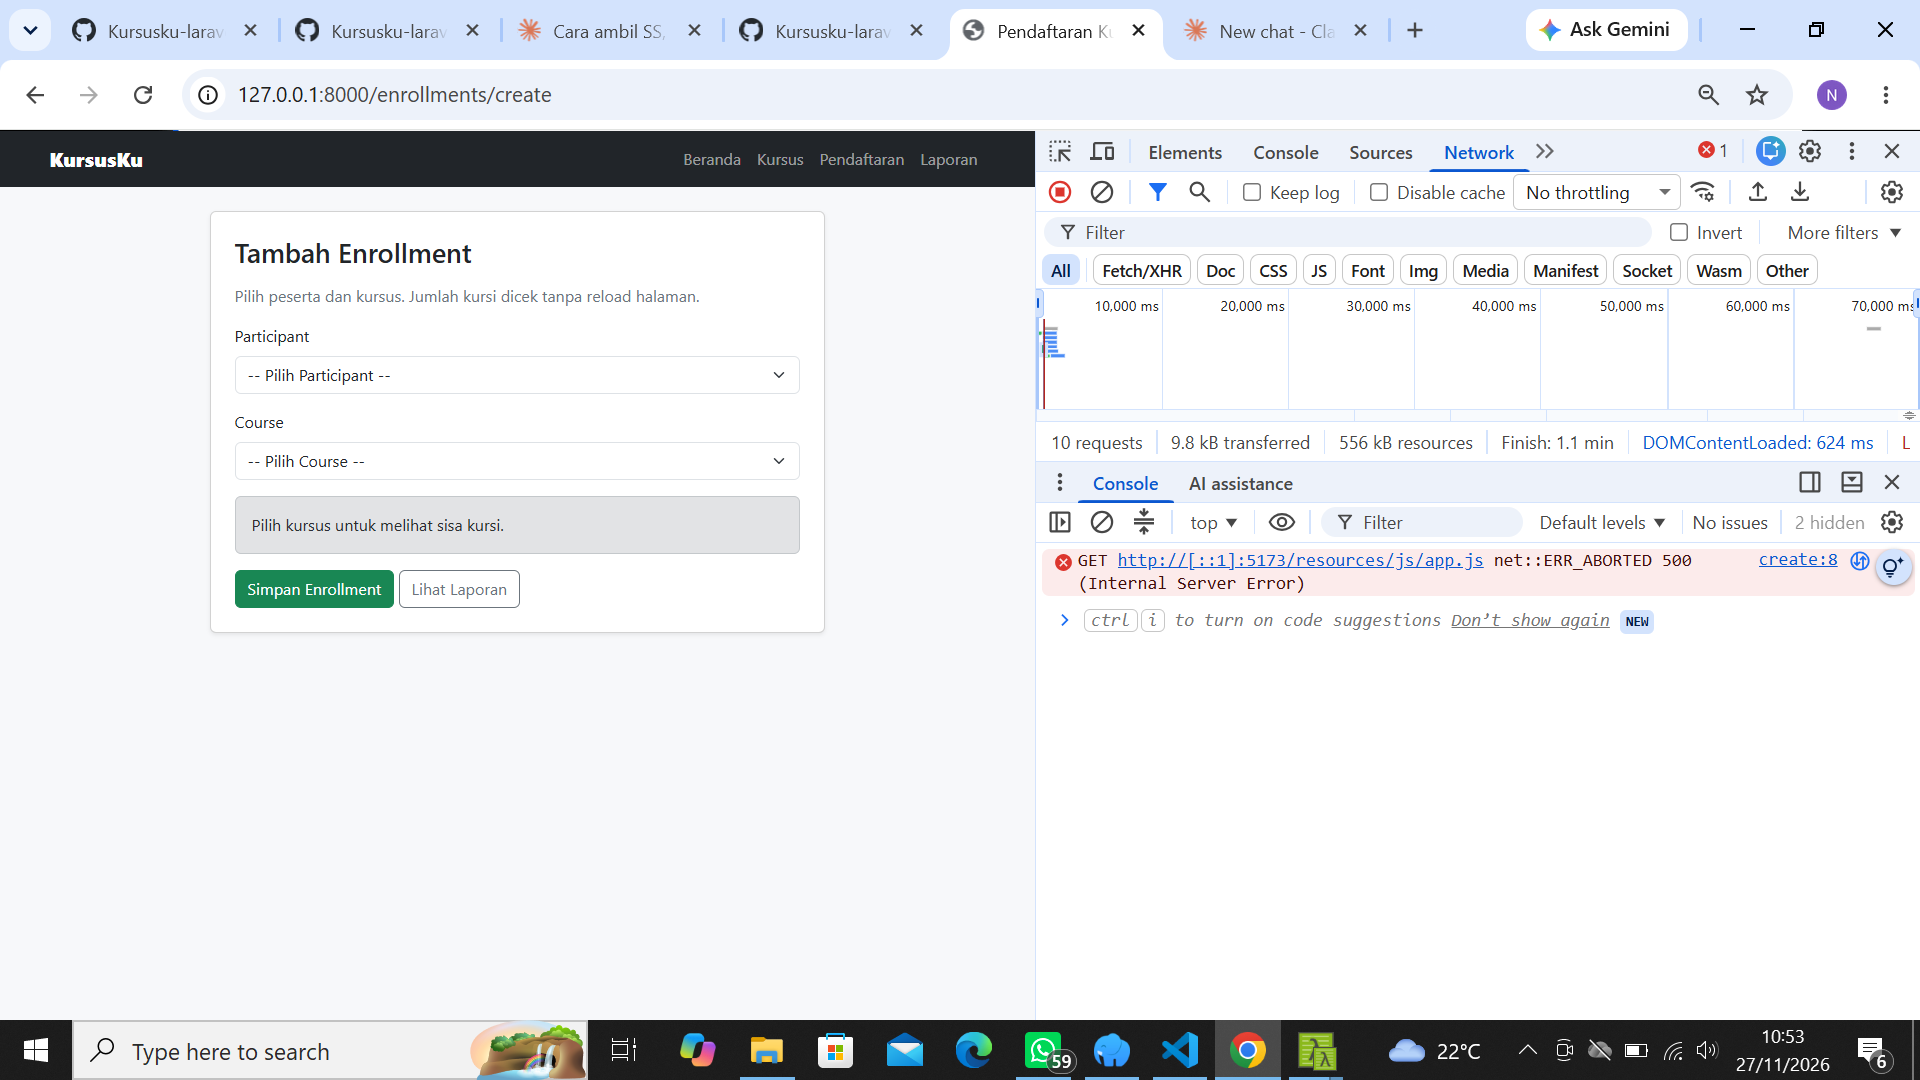 Kursusku-larav
Kursusku-larav
Cara ambil SS,
Kursusku-larav
Pendaftaran Ku
New chat - Cla
Ask Gemini
127.0.0.1:8000/enrollments/create
N
KursusKu
Beranda Kursus Pendaftaran Laporan
Tambah Enrollment
Pilih peserta dan kursus. Jumlah kursi dicek tanpa reload halaman.
Participant
-- Pilih Participant --
Course
-- Pilih Course --
Pilih kursus untuk melihat sisa kursi.
Simpan Enrollment Lihat Laporan
Elements Console Sources Network 1
Keep log Disable cache No throttling
Filter Invert More filters
All Fetch/XHR Doc CSS JS Font Img Media Manifest Socket Wasm Other
10,000 ms 20,000 ms 30,000 ms 40,000 ms 50,000 ms 60,000 ms 70,000 ms
10 requests 9.8 kB transferred 556 kB resources Finish: 1.1 min DOMContentLoaded: 624 ms L
Console AI assistance
top Filter Default levels No issues 2 hidden
GET http://[::1]:5173/resources/js/app.js net::ERR_ABORTED 500 create:8
(Internal Server Error)
ctrl i to turn on code suggestions Don't show again NEW
Type here to search
59
22°C
10:53
27/11/2026
6